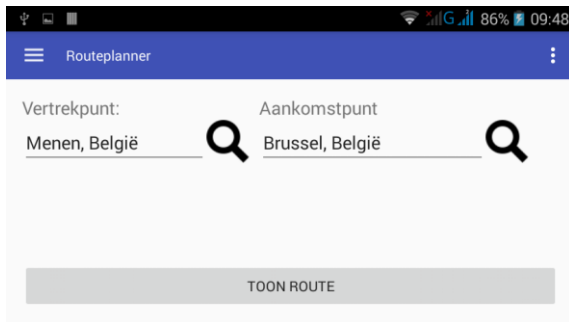 G 86% 09:48
Routeplanner
Vertrekpunt: Aankomstpunt
Menen, België Brussel, België
TOON ROUTE